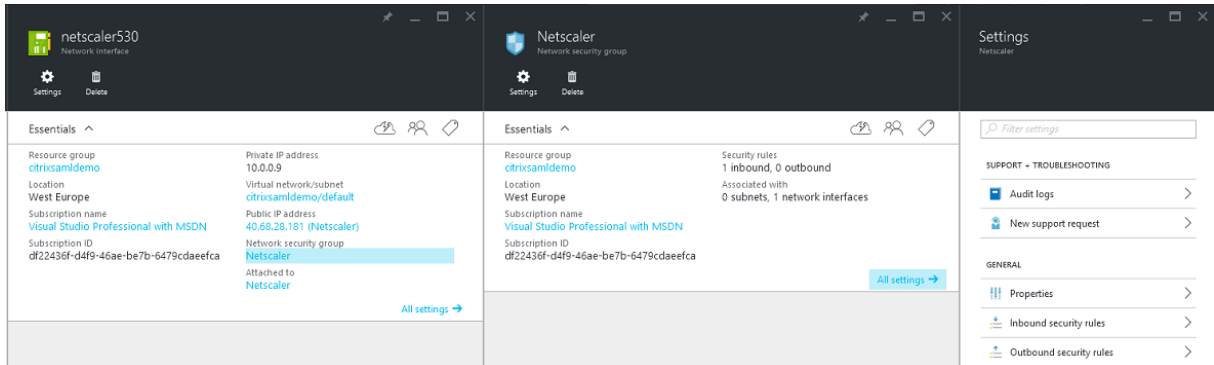 netscaler530
Network interface
Settings
Delete
Essentials
Resource group
citrixsamldemo
Location
West Europe
Subscription name
Visual Studio Professional with MSDN
Subscription ID
df22436f-d4f9-46ae-be7b-6479cdaeefca
Private IP address
10.0.0.9
Virtual network/subnet
citrixsamldemo/default
Public IP address
40.68.28.181 (Netscaler)
Network security group
Netscaler
Attached to
Netscaler
All settings →
Netscaler
Network security group
Settings
Delete
Essentials
Resource group
citrixsamldemo
Location
West Europe
Subscription name
Visual Studio Professional with MSDN
Subscription ID
df22436f-d4f9-46ae-be7b-6479cdaeefca
Security rules
1 inbound, 0 outbound
Associated with
0 subnets, 1 network interfaces
All settings →
Settings
Netscaler
Filter settings
SUPPORT + TROUBLESHOOTING
Audit logs
New support request
GENERAL
Properties
Inbound security rules
Outbound security rules